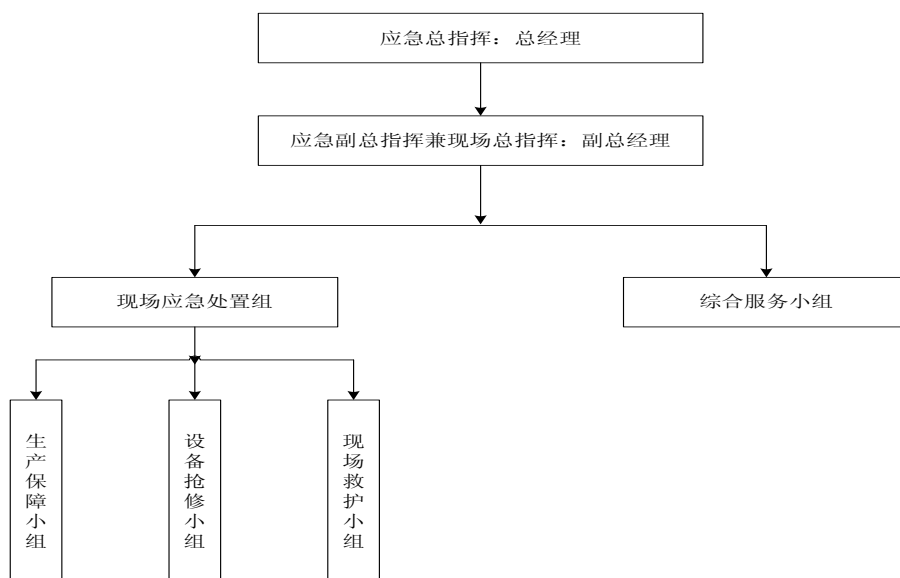 应急总指挥：总经理
应急副总指挥兼现场总指挥：副总经理
现场应急处置组
综合服务小组
生产保障小组
设备抢修小组
现场救护小组